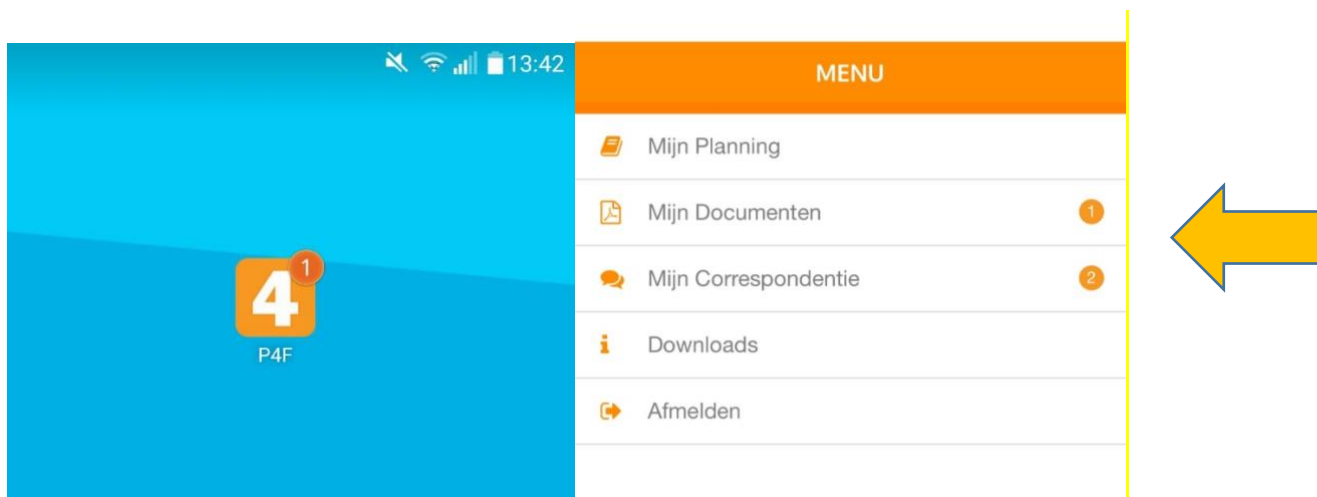 13:42
1
4
P4F
MENU
Mijn Planning
Mijn Documenten 1
Mijn Correspondentie 2
Downloads
Afmelden